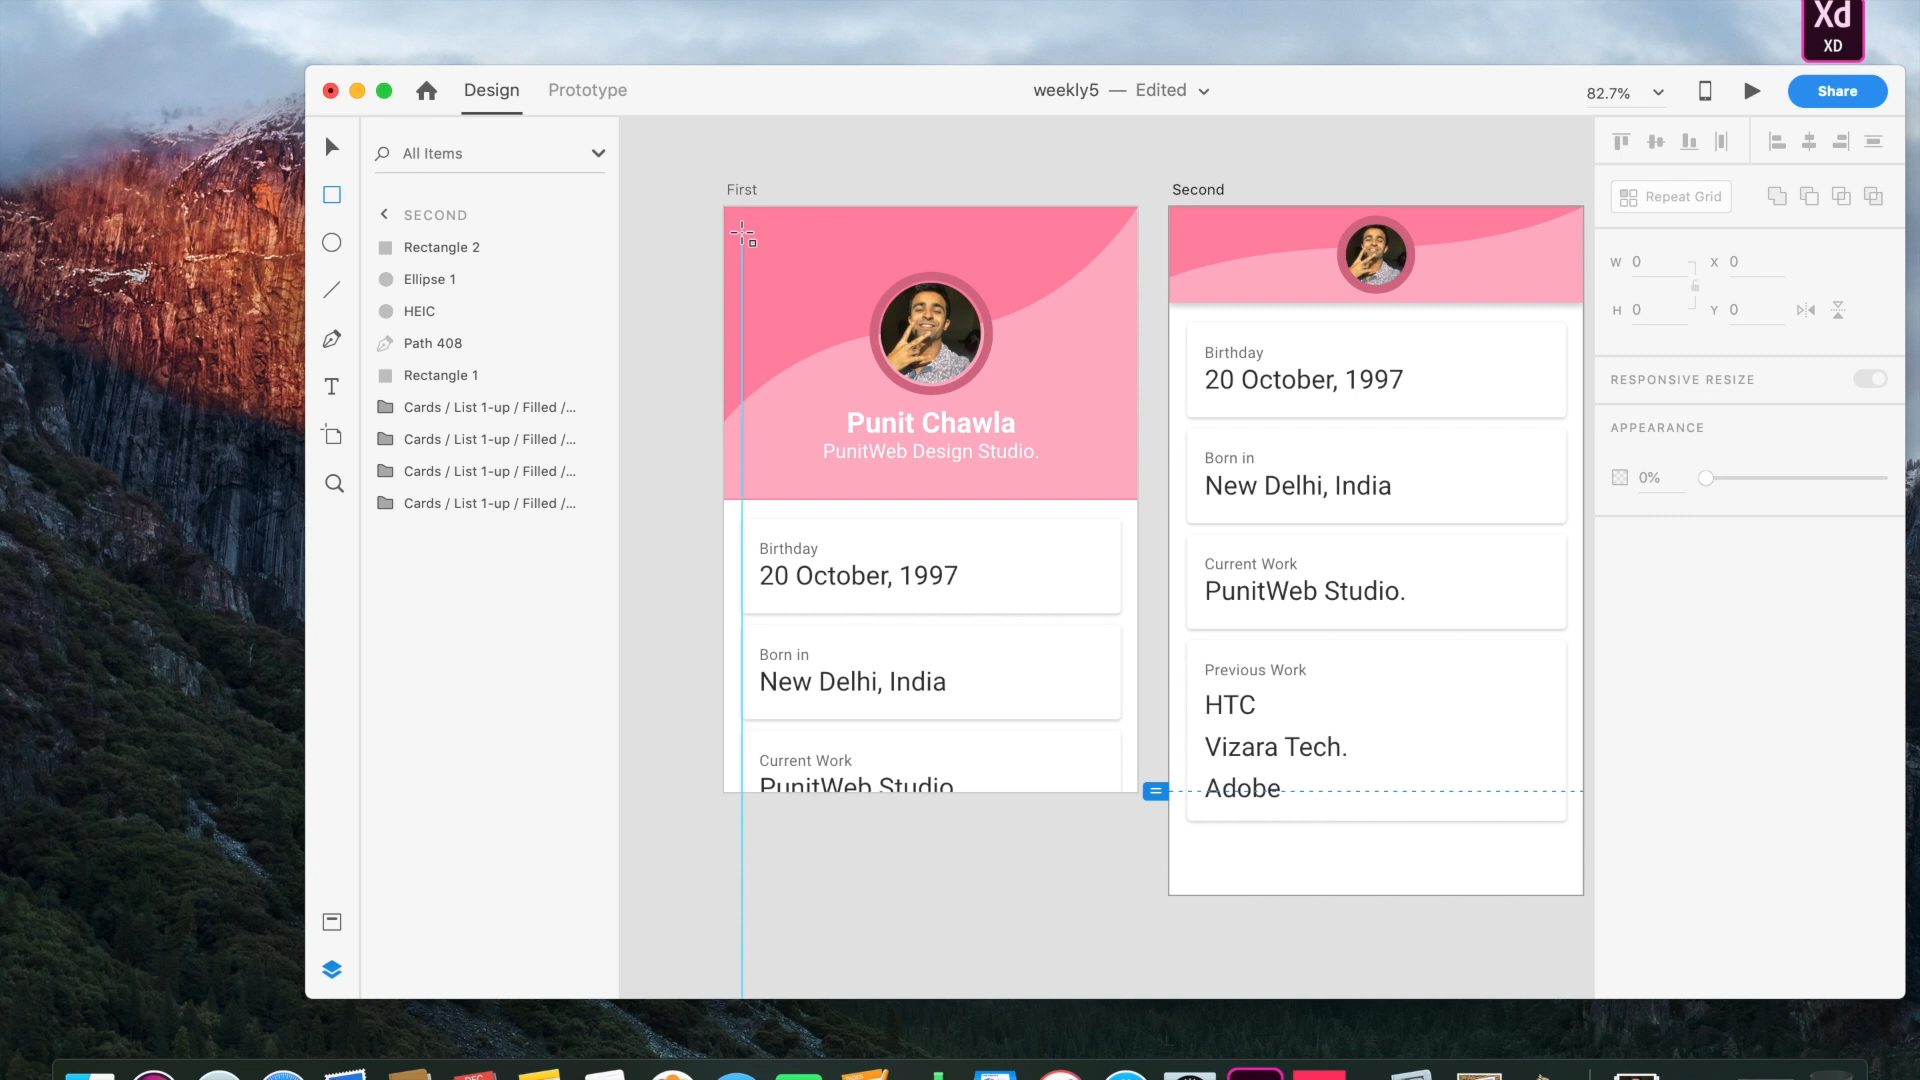 Xd
XD
Design
Prototype
weekly5 — Edited
82.7%
Share
All Items
SECOND
Rectangle 2
Ellipse 1
HEIC
Path 408
Rectangle 1
Cards / List 1-up / Filled /...
Cards / List 1-up / Filled /...
Cards / List 1-up / Filled /...
Cards / List 1-up / Filled /...
First
Punit Chawla
PunitWeb Design Studio.
Birthday
20 October, 1997
Born in
New Delhi, India
Current Work
PunitWeb Studio
Second
Birthday
20 October, 1997
Born in
New Delhi, India
Current Work
PunitWeb Studio.
Previous Work
HTC
Vizara Tech.
Adobe
Repeat Grid
W 0 X 0
H 0 Y 0
RESPONSIVE RESIZE
APPEARANCE
0%
DEC